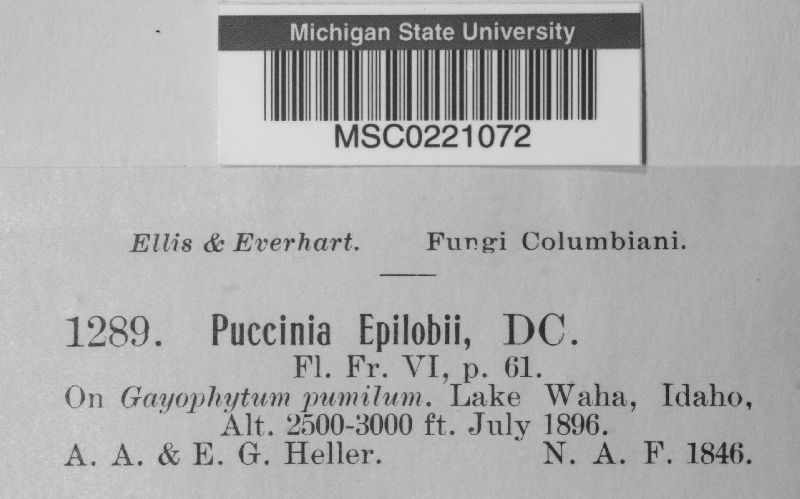 Michigan State University
MSC0221072
Ellis & Everhart. Fungi Columbiani.
1289. Puccinia Epilobii, DC.
Fl. Fr. VI, p. 61.
On Gayophytum pumilum. Lake Waha, Idaho,
Alt. 2500-3000 ft. July 1896.
A. A. & E. G. Heller. N. A. F. 1846.